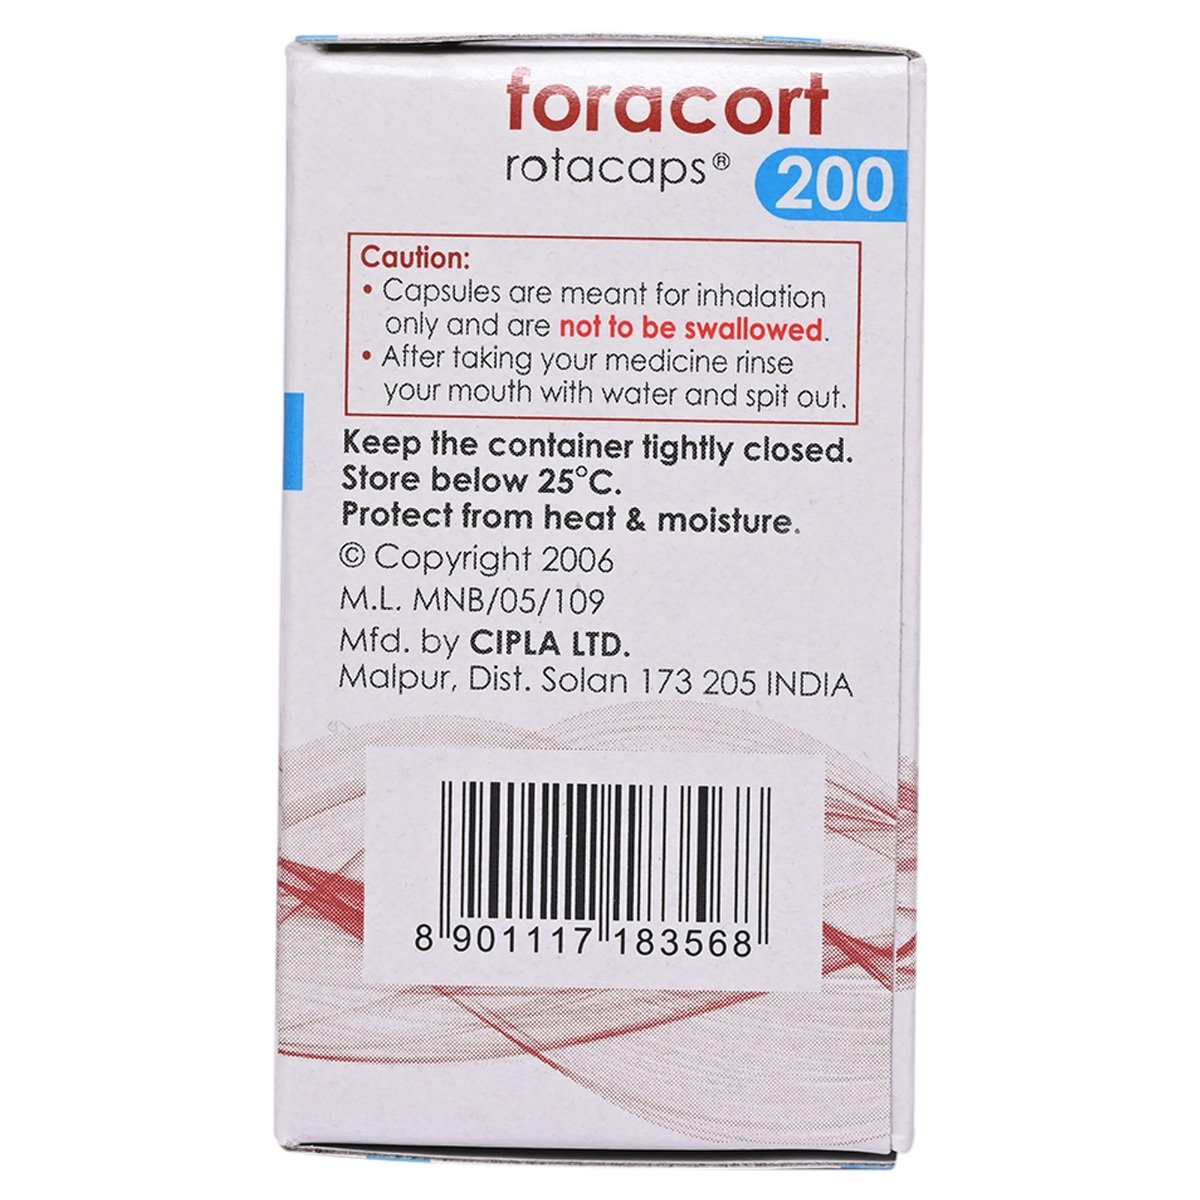 foracort
rotacaps®
200
Caution:
• Capsules are meant for inhalation
only and are not to be swallowed.
• After taking your medicine rinse
your mouth with water and spit out.
Keep the container tightly closed.
Store below 25°C.
Protect from heat & moisture.
© Copyright 2006
M.L. MNB/05/109
Mfd. by CIPLA LTD.
Malpur, Dist. Solan 173 205 INDIA
8 901117 183568